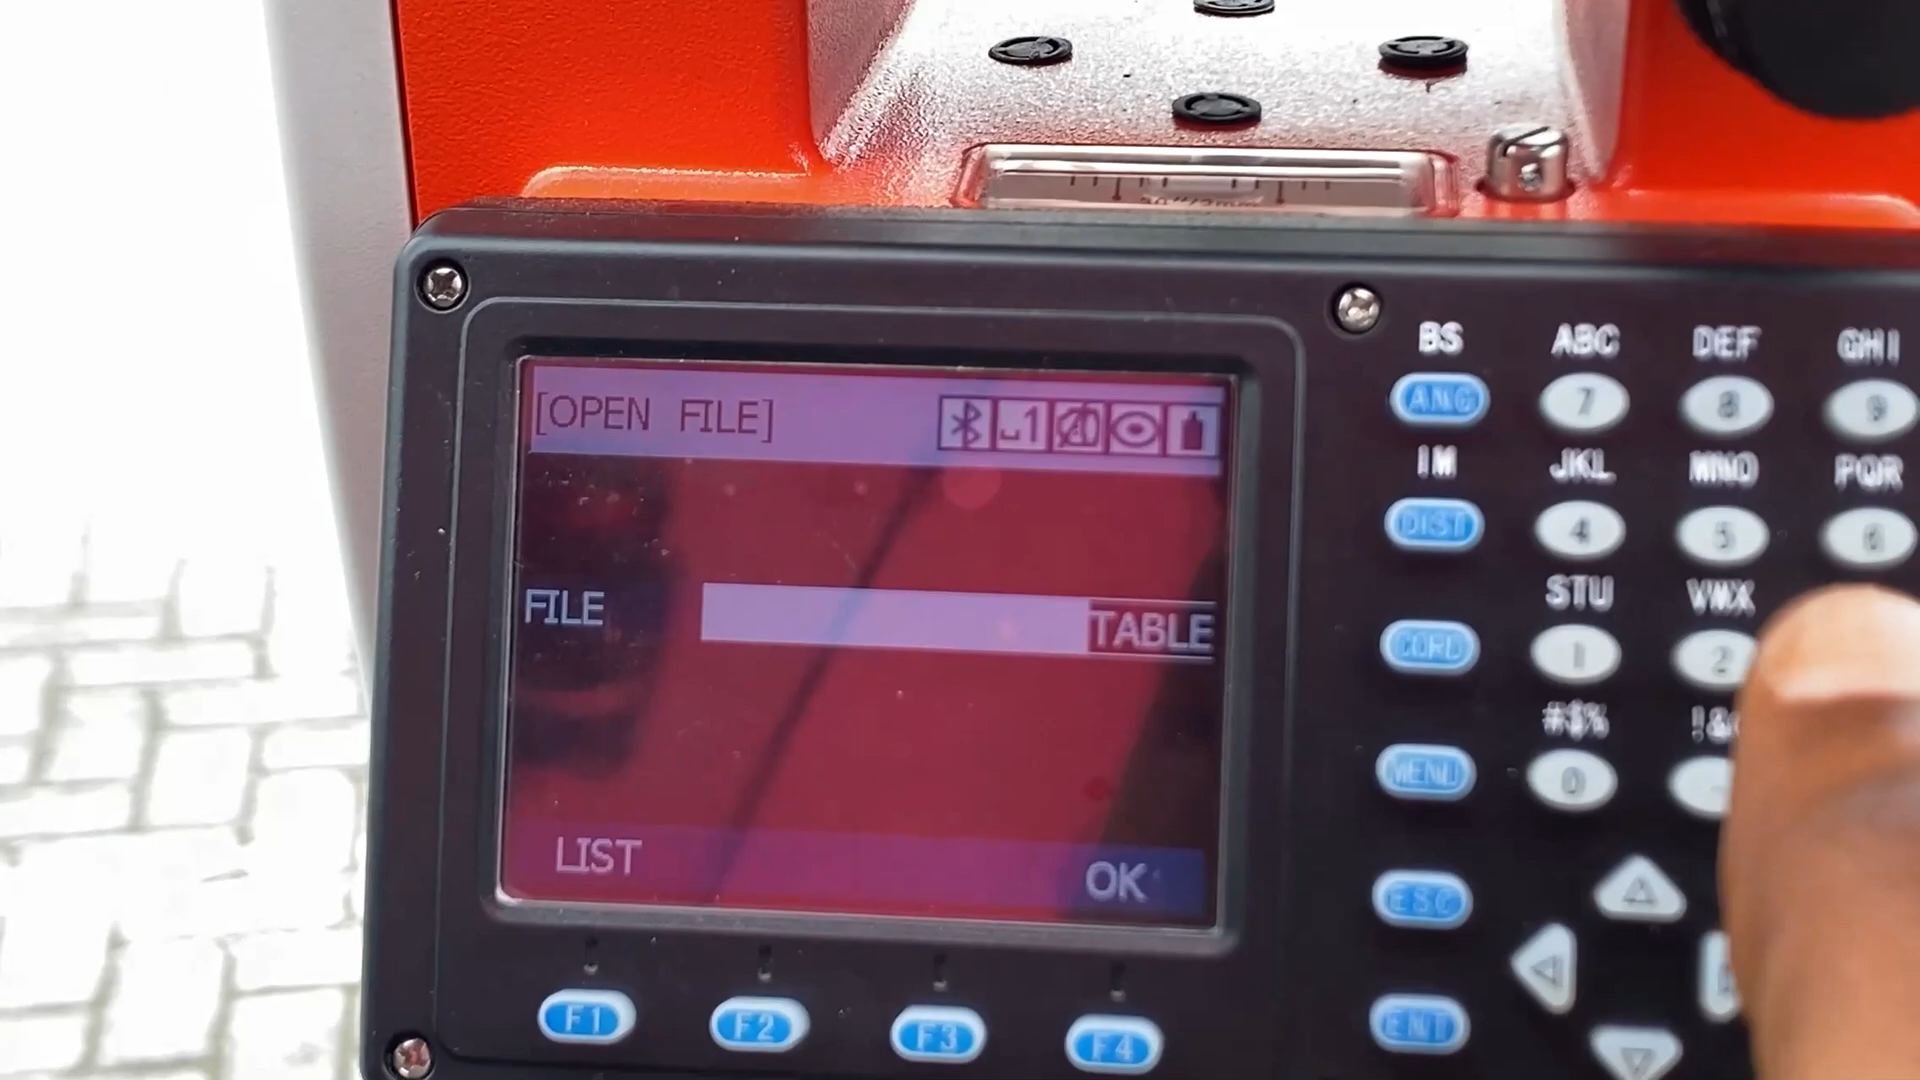 [OPEN FILE]
FILE TABLE
LIST OK
F1 F2 F3 F4
BS ABC DEF GHI
ANG 7 8 9
IM JKL MNO PQR
DIST 4 5 6
STU VWX
CORD 1 2
#$%
MENU 0
ESC
ENT